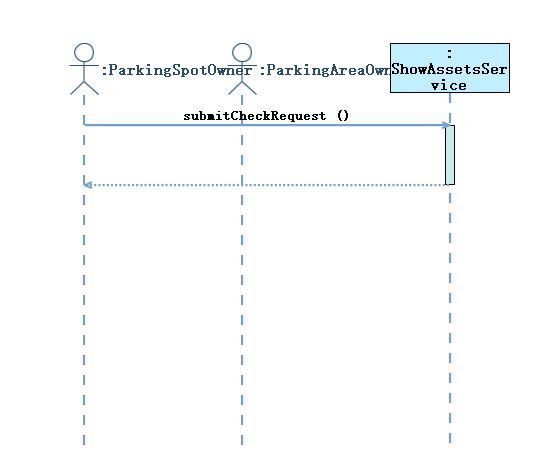 :ParkingSpotOwner
:ParkingAreaOwn
:
ShowAssetsSer
vice
submitCheckRequest ()